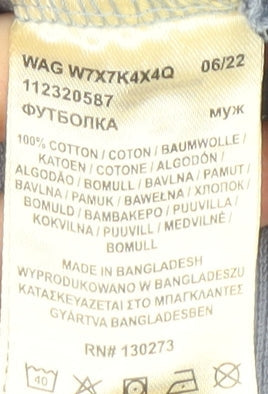 WAG W7X7K4X4Q 06/22
112320587
ФУТБОЛКА муж
100% COTTON / COTON / BAUMWOLLE /
KATOEN / COTONE / ALGODÓN /
ALGODÃO / BOMULL / BAVLNA / PAMUT /
BAVLNA / PAMUK / BAWEŁNA / ХЛОПОК /
BOMULD / ΒΑΜΒΑΚΕΡΟ / PUUVILLA /
KOKVILNA / PUUVILL / MEDVILNĖ /
BOMULL
MADE IN BANGLADESH
WYPRODUKOWANO W BANGLADESZU
ΚΑΤΑΣΚΕΥΑΖΕΤΑΙ ΣΤΟ ΜΠΑΓΚΛΑΝΤΕΣ
GYÁRTVA BANGLADESBEN
RN# 130273
40